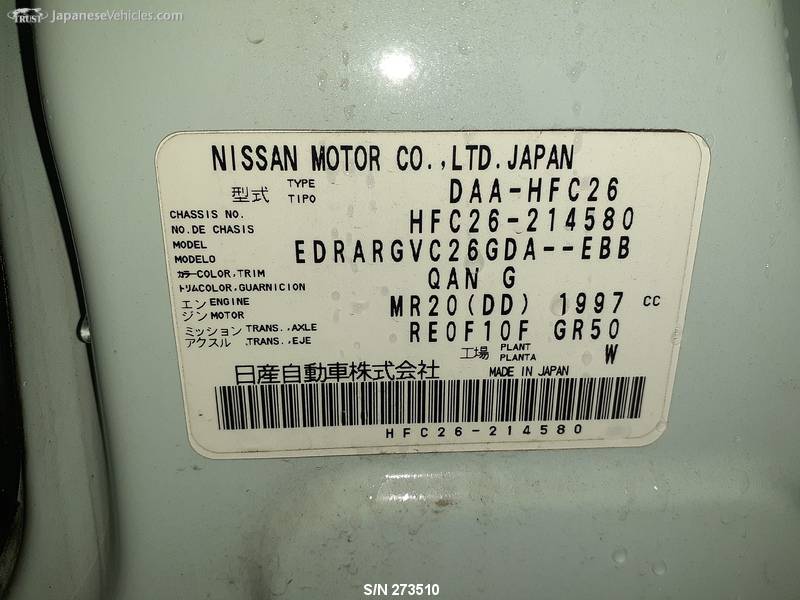 TRUST JapaneseVehicles.com
NISSAN MOTOR CO.,LTD.JAPAN
型式 TYPE TIPO DAA-HFC26
CHASSIS NO. NO.DE CHASIS HFC26-214580
MODEL MODELO EDRARGVC26GDA--EBB
カラーCOLOR,TRIM トリムCOLOR,GUARNICION QAN G
エンジン ENGINE MOTOR MR20(DD) 1997 CC
ミッション TRANS.,AXLE アクスル .TRANS.,EJE RE0F10F GR50
工場 PLANT PLANTA W
日産自動車株式会社 MADE IN JAPAN
HFC26-214580
S/N 273510